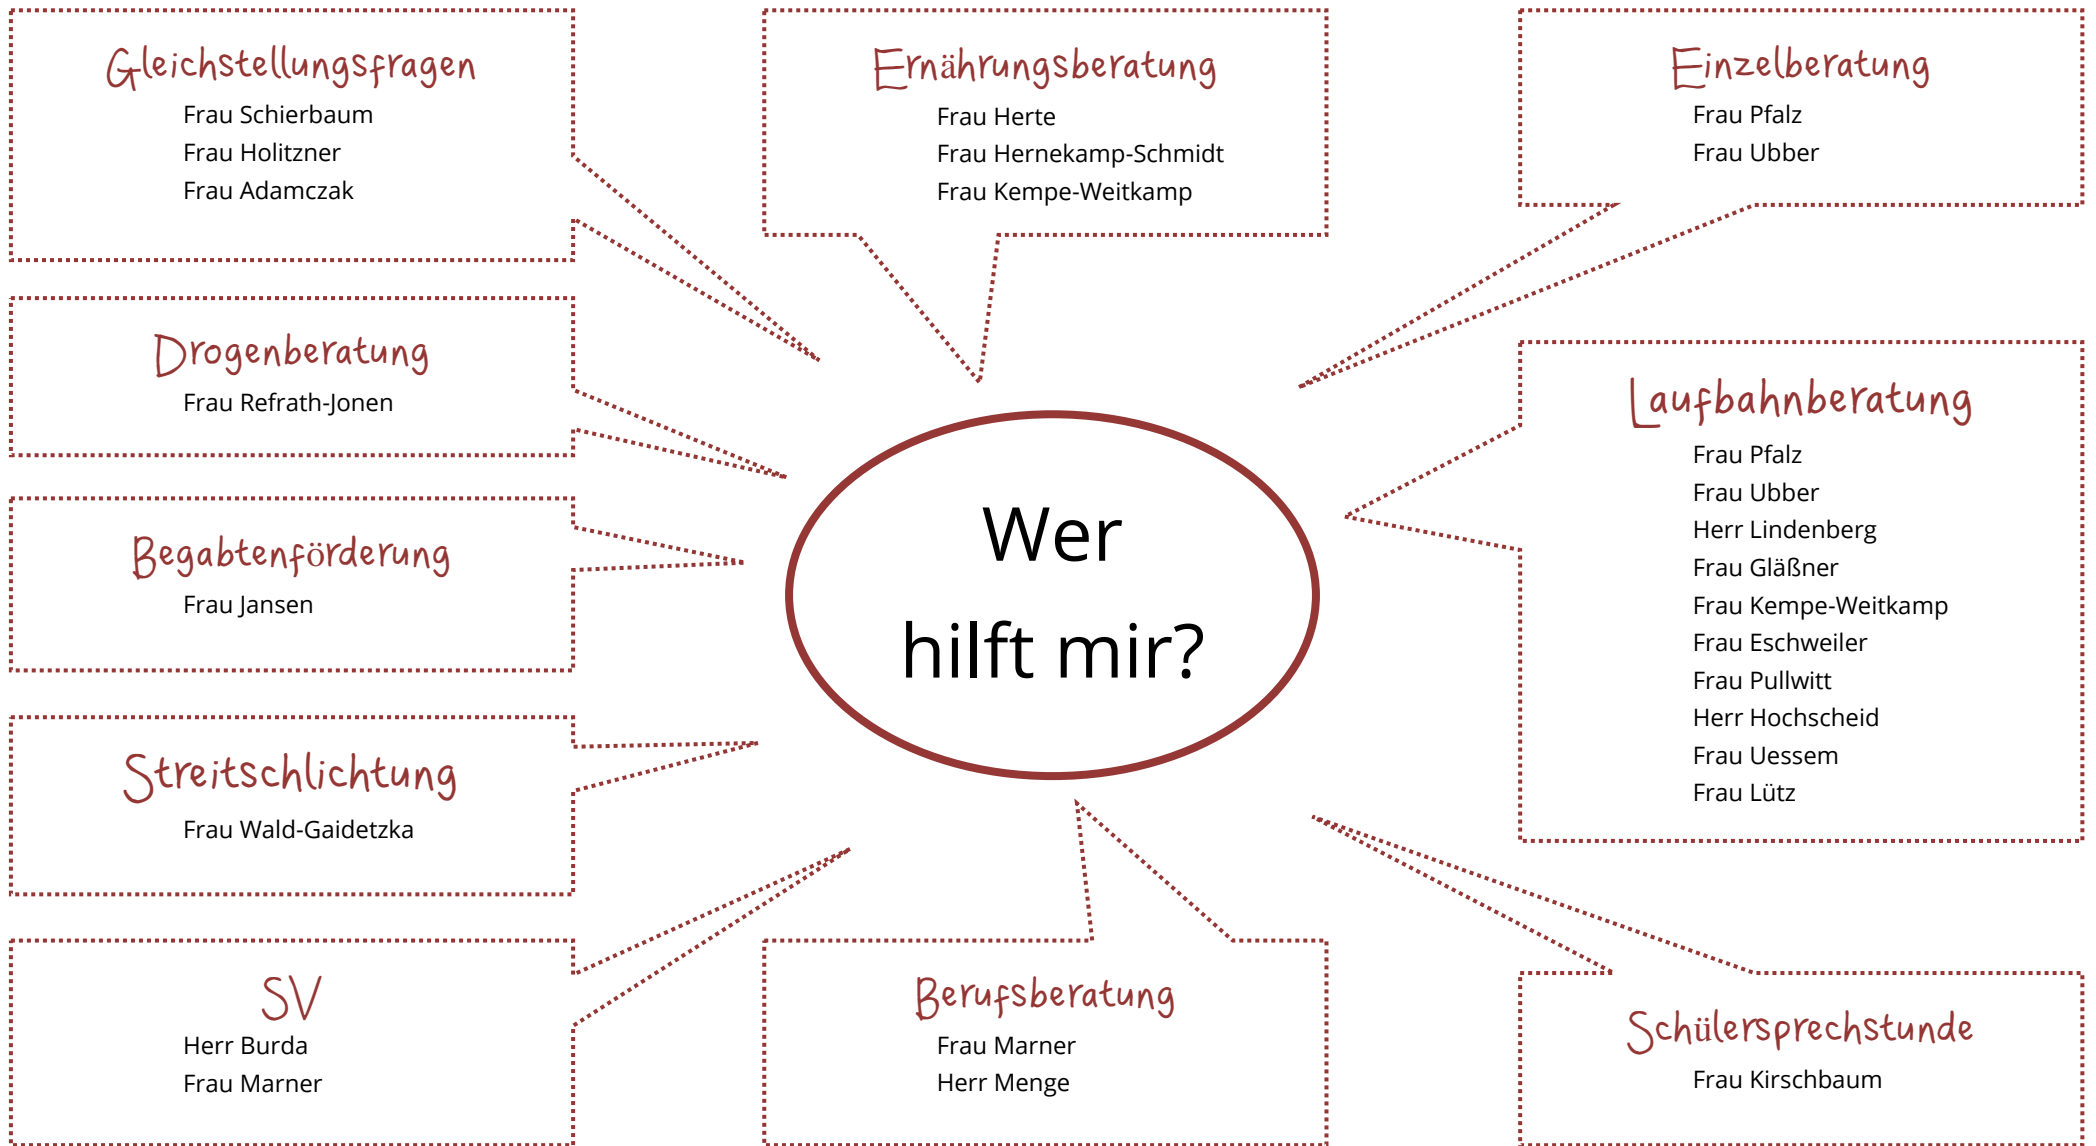 Gleichstellungsfragen
Frau Schierbaum
Frau Holitzner
Frau Adamczak
Ernährungsberatung
Frau Herte
Frau Hernekamp-Schmidt
Frau Kempe-Weitkamp
Einzelberatung
Frau Pfalz
Frau Ubber
Drogenberatung
Frau Refrath-Jonen
Begabtenförderung
Frau Jansen
Wer
hilft mir?
Laufbahnberatung
Frau Pfalz
Frau Ubber
Herr Lindenberg
Frau Gläßner
Frau Kempe-Weitkamp
Frau Eschweiler
Frau Pullwitt
Herr Hochscheid
Frau Uessem
Frau Lütz
Streitschlichtung
Frau Wald-Gaidetzka
SV
Herr Burda
Frau Marner
Berufsberatung
Frau Marner
Herr Menge
Schülersprechstunde
Frau Kirschbaum